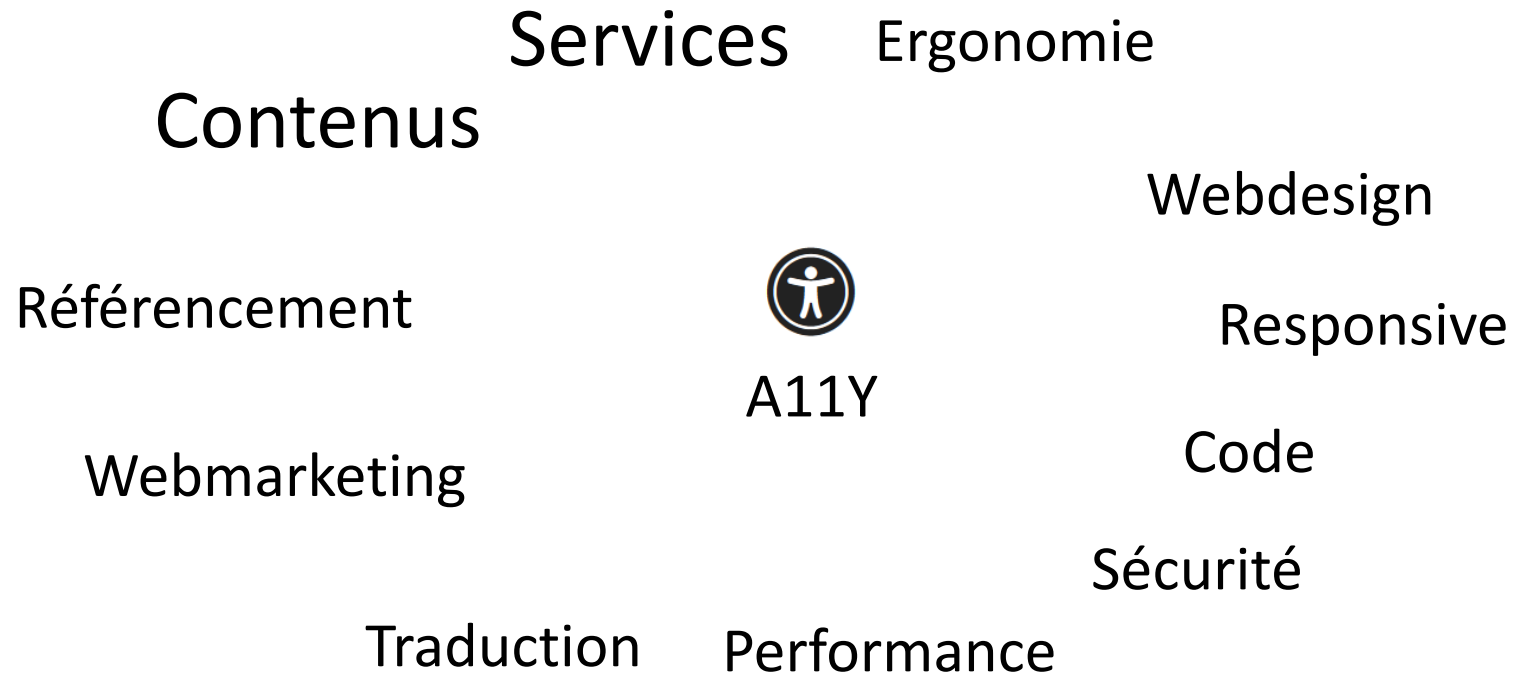 Services
Ergonomie
Contenus
Webdesign
Référencement
Responsive
A11Y
Code
Webmarketing
Sécurité
Traduction
Performance